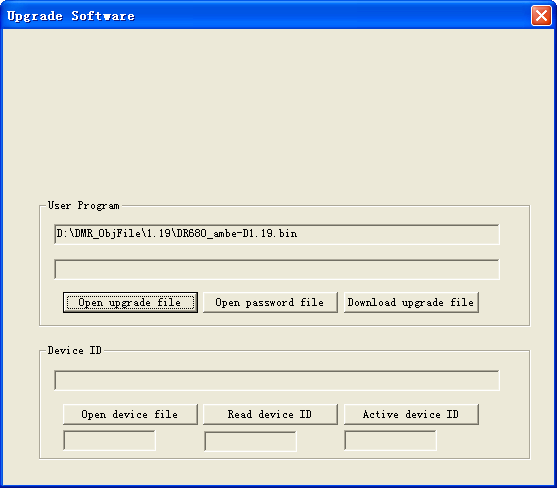 Upgrade Software
User Program
D:\DMR_ObjFile\1.19\DR680_ambe-D1.19.bin
Open upgrade file Open password file Download upgrade file
Device ID
Open device file Read device ID Active device ID